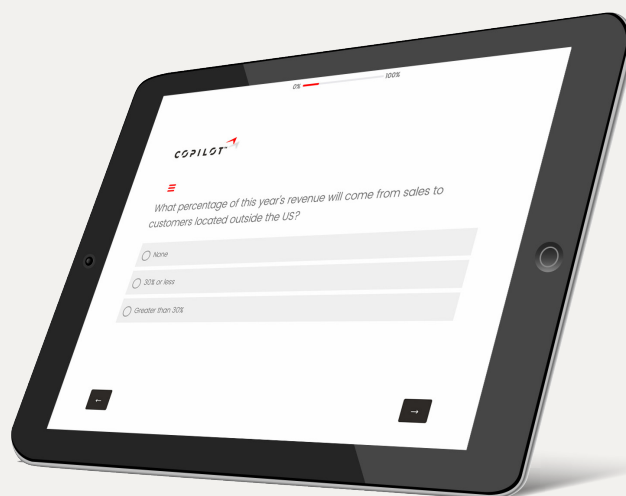 0% 100%
COPILOT™
What percentage of this year's revenue will come from sales to
customers located outside the US?
None
30% or less
Greater than 30%
←
→